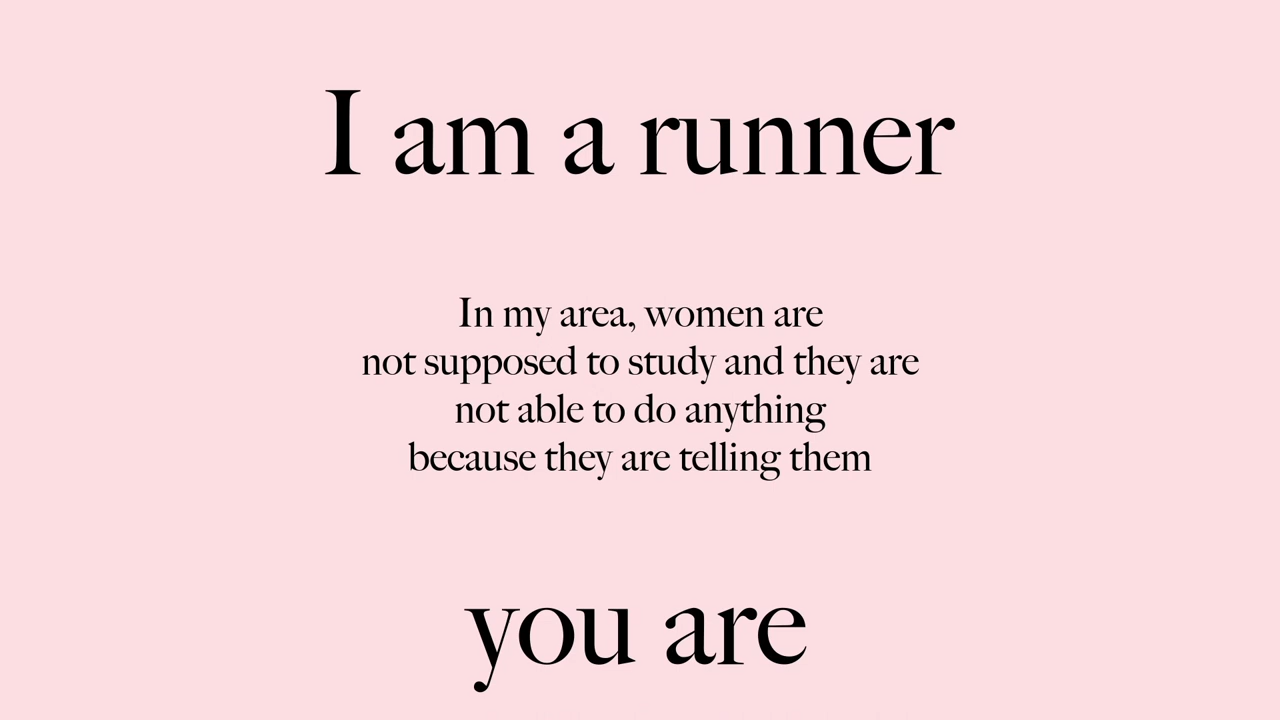 I am a runner
In my area, women are
not supposed to study and they are
not able to do anything
because they are telling them
you are